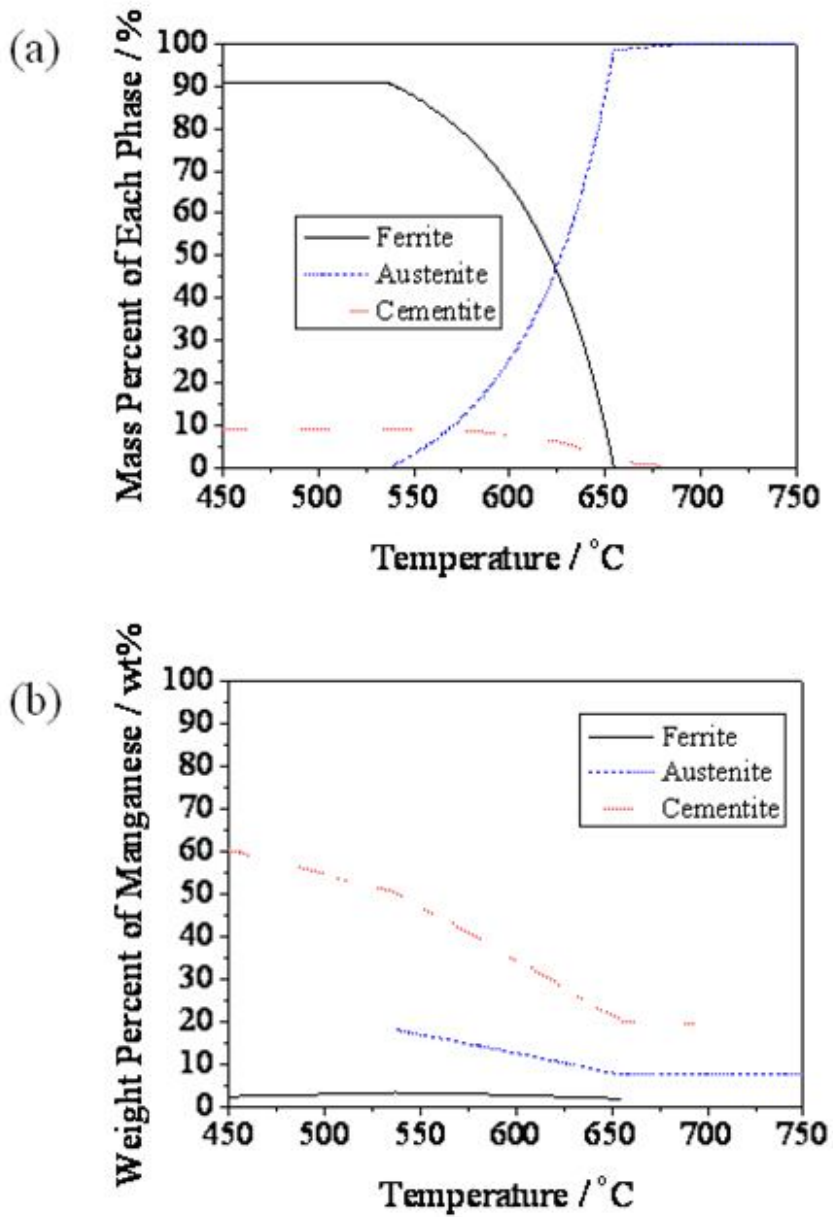 (a)
Mass Percent of Each Phase / %
100
90
80
70
60
50
40
30
20
10
0
Ferrite
Austenite
Cementite
450 500 550 600 650 700 750
Temperature / °C
(b)
Weight Percent of Manganese / wt%
100
90
80
70
60
50
40
30
20
10
0
Ferrite
Austenite
Cementite
450 500 550 600 650 700 750
Temperature / °C